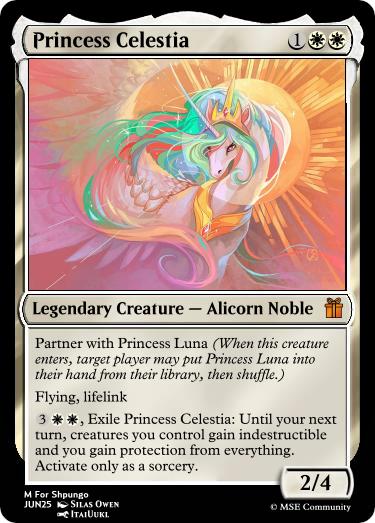 Princess Celestia 1
Legendary Creature — Alicorn Noble
Partner with Princess Luna (When this creature
enters, target player may put Princess Luna into
their hand from their library, then shuffle.)
Flying, lifelink
3, Exile Princess Celestia: Until your next
turn, creatures you control gain indestructible
and you gain protection from everything.
Activate only as a sorcery.
2/4
M For Shpungo
JUN25 Silas Owen
ItaiUukl
© MSE Community